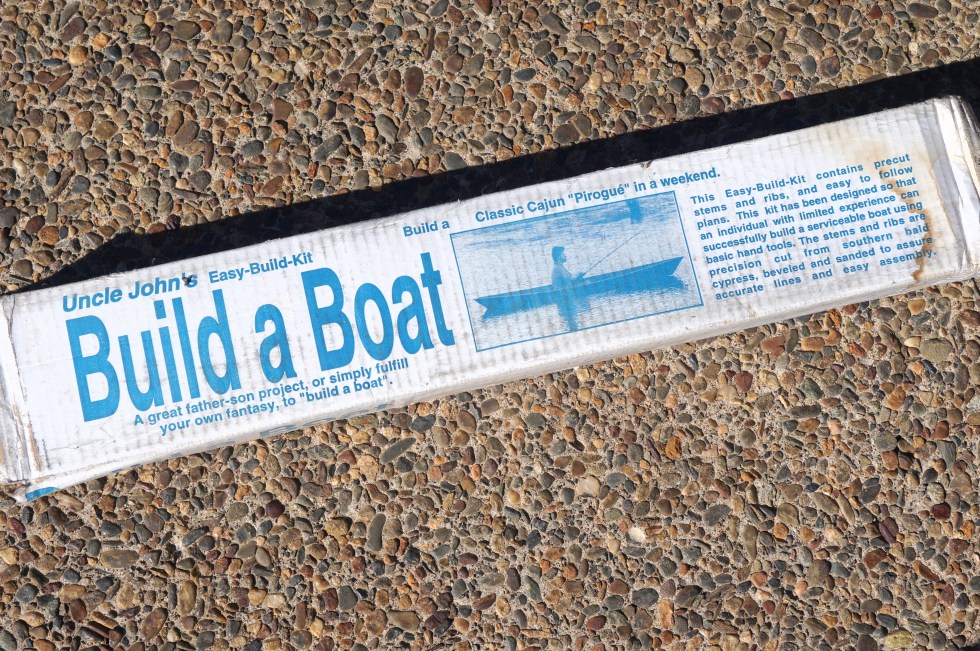 Uncle John's Easy-Build-Kit
Build a Boat
A great father-son project, or simply fulfill
your own fantasy, to "build a boat".
Build a Classic Cajun "Pirogué" in a weekend.
This Easy-Build-Kit contains precut
stems and ribs, and easy to follow
plans. This kit has been designed so that
an individual with limited experience can
successfully build a serviceable boat using
basic hand tools. The stems and ribs are
precision cut from southern bald
cypress, beveled and sanded to assure
accurate lines and easy assembly.